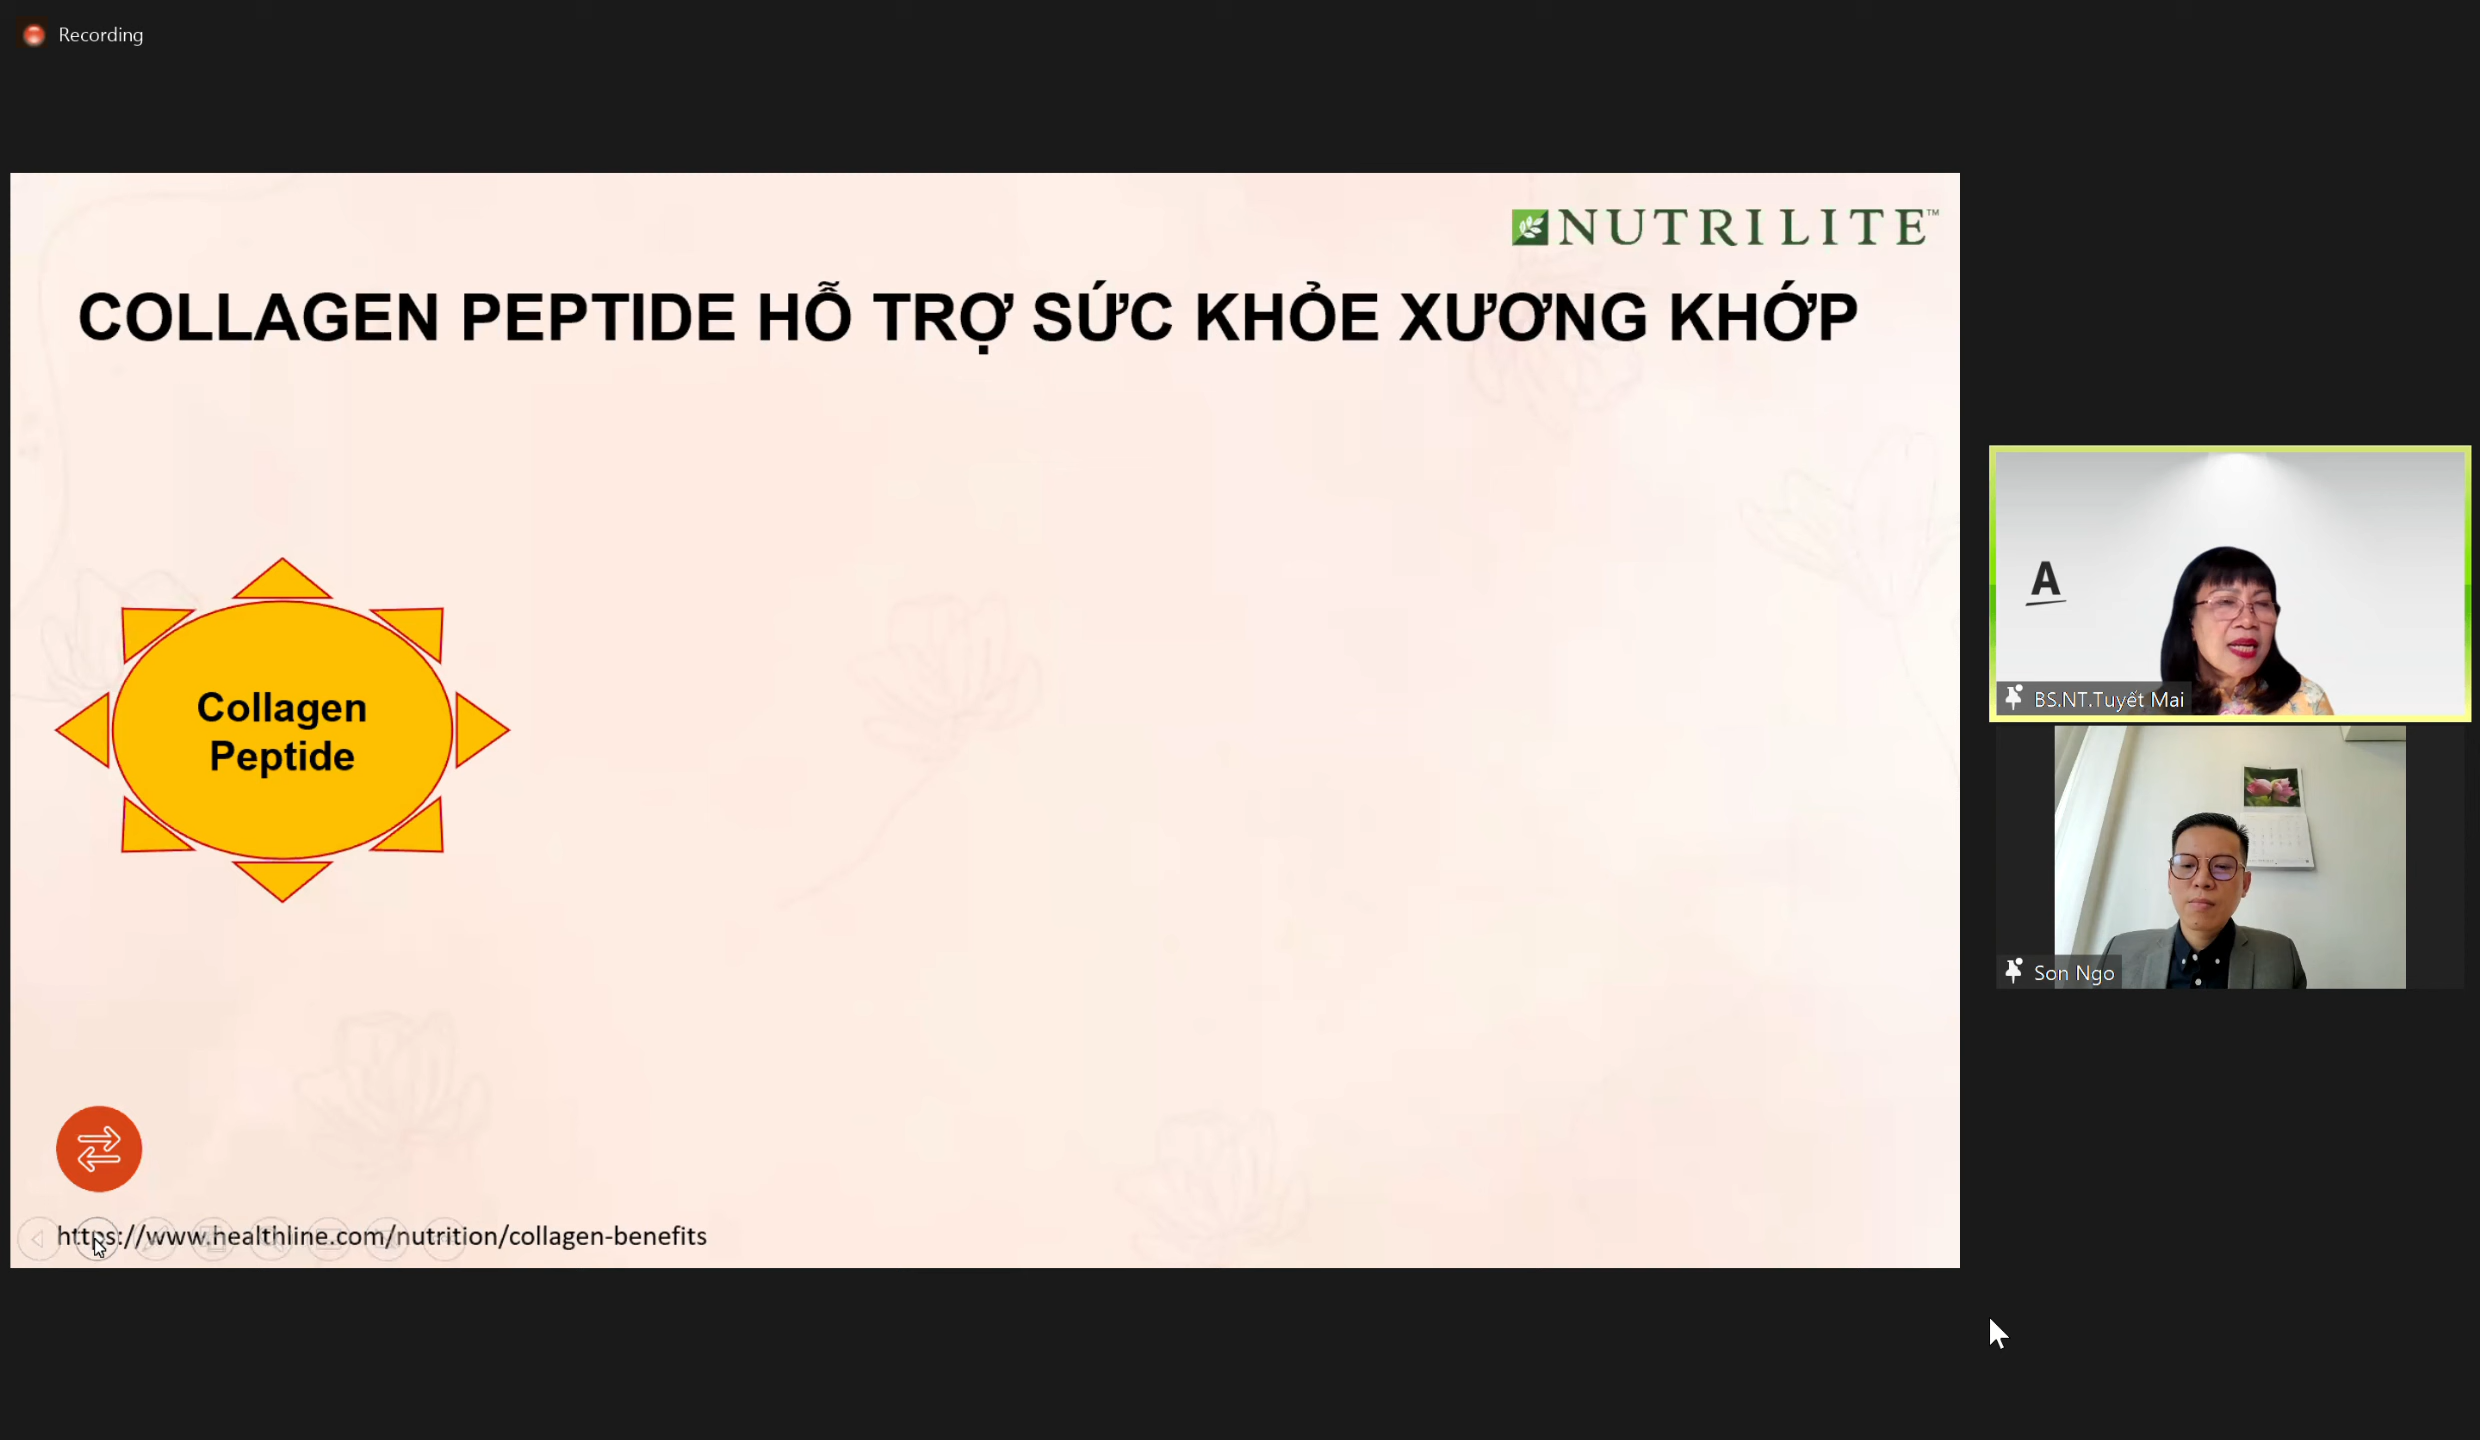 Recording
NUTRILITE™
COLLAGEN PEPTIDE HỖ TRỢ SỨC KHỎE XƯƠNG KHỚP
Collagen
Peptide
https://www.healthline.com/nutrition/collagen-benefits
A
BS.NT.Tuyết Mai
Son Ngo